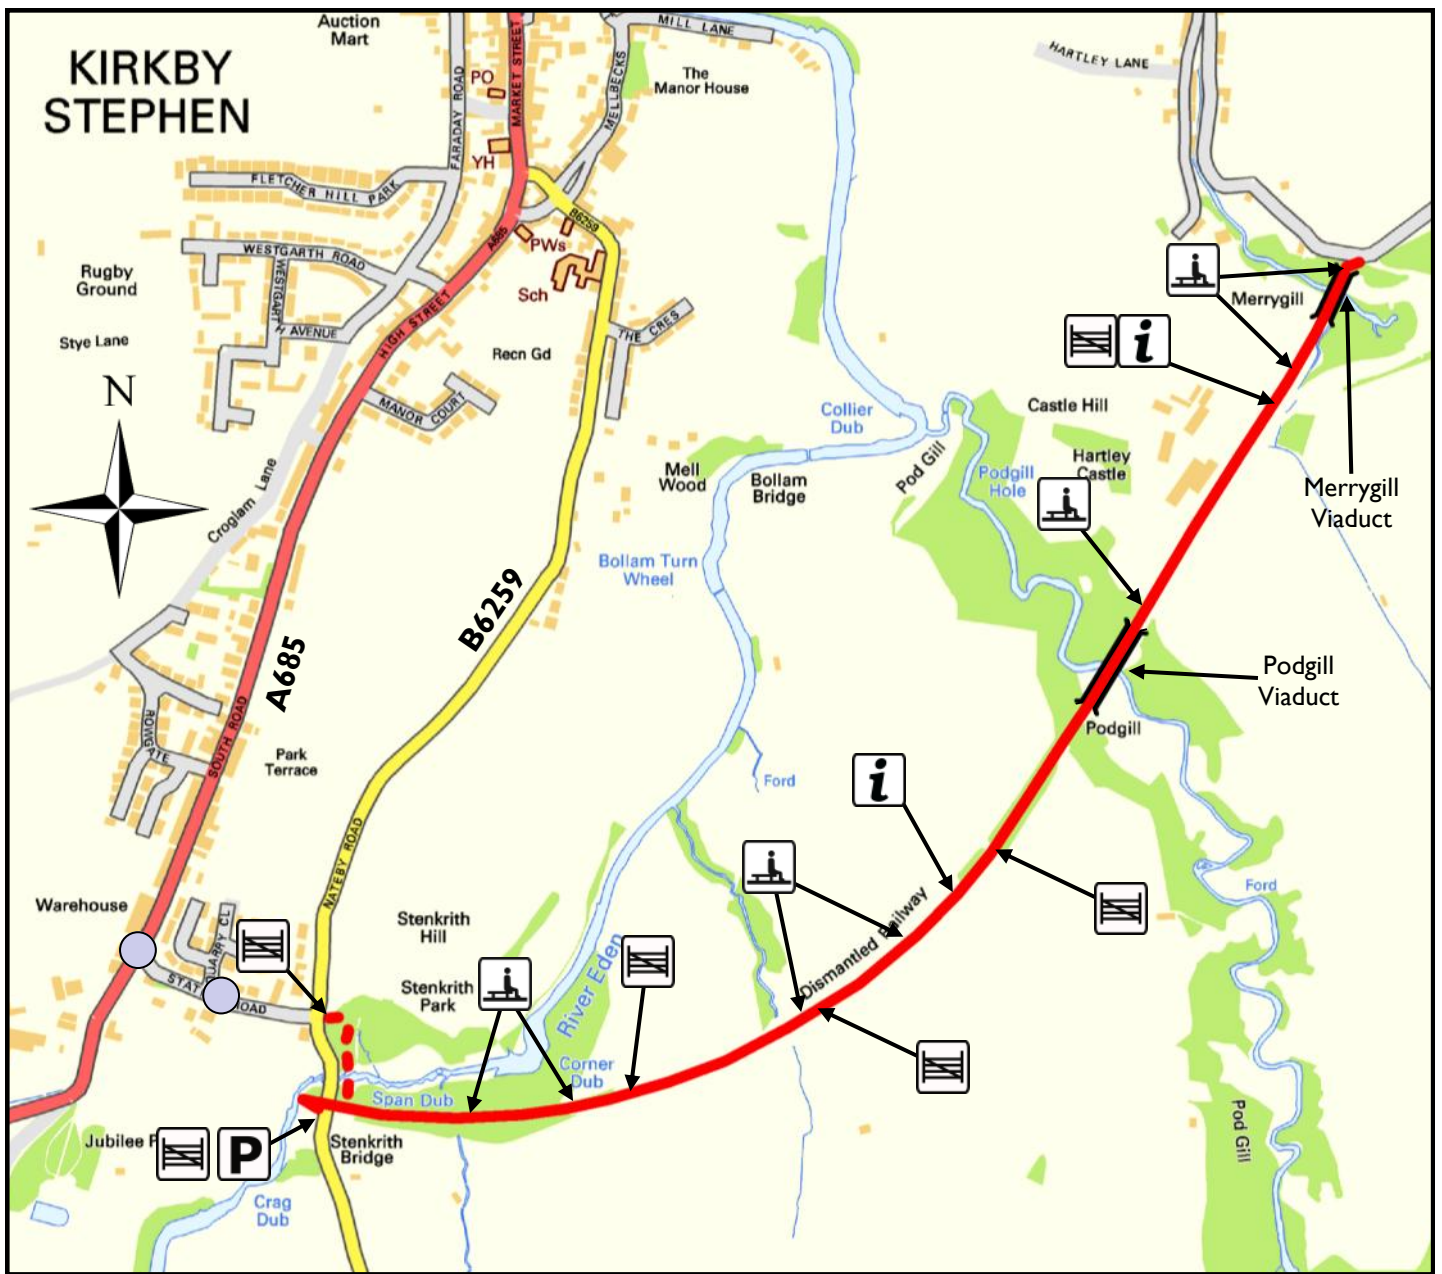 KIRKBY
STEPHEN
Auction
Mart
FARADAY ROAD
PO
MARKET STREET
YH
MELLBECKS
MILL LANE
The
Manor House
HARTLEY LANE
FLETCHER HILL PARK
WESTGARTH ROAD
A685
B6259
PWs
Sch
Rugby
Ground
Stye Lane
WESTGART
H AVENUE
HIGH STREET
THE CRES
Recn Gd
MANOR COURT
N
Merrygill
i
Collier
Dub
Castle Hill
Pod Gill
Podgill
Hole
Hartley
Castle
Mell
Wood
Bollam
Bridge
Merrygill
Viaduct
Croglam Lane
Bollam Turn
Wheel
B6259
A685
Podgill
Viaduct
Podgill
ROWGATE
SOUTH ROAD
Park
Terrace
Ford
i
NATEBY ROAD
Warehouse
QUARRY CL
STAT
OAD
Stenkrith
Hill
Stenkrith
Park
River Eden
Dismantled Railway
Ford
Corner
Dub
Span Dub
Jubilee P
P
Stenkrith
Bridge
Crag
Dub
Pod Gill